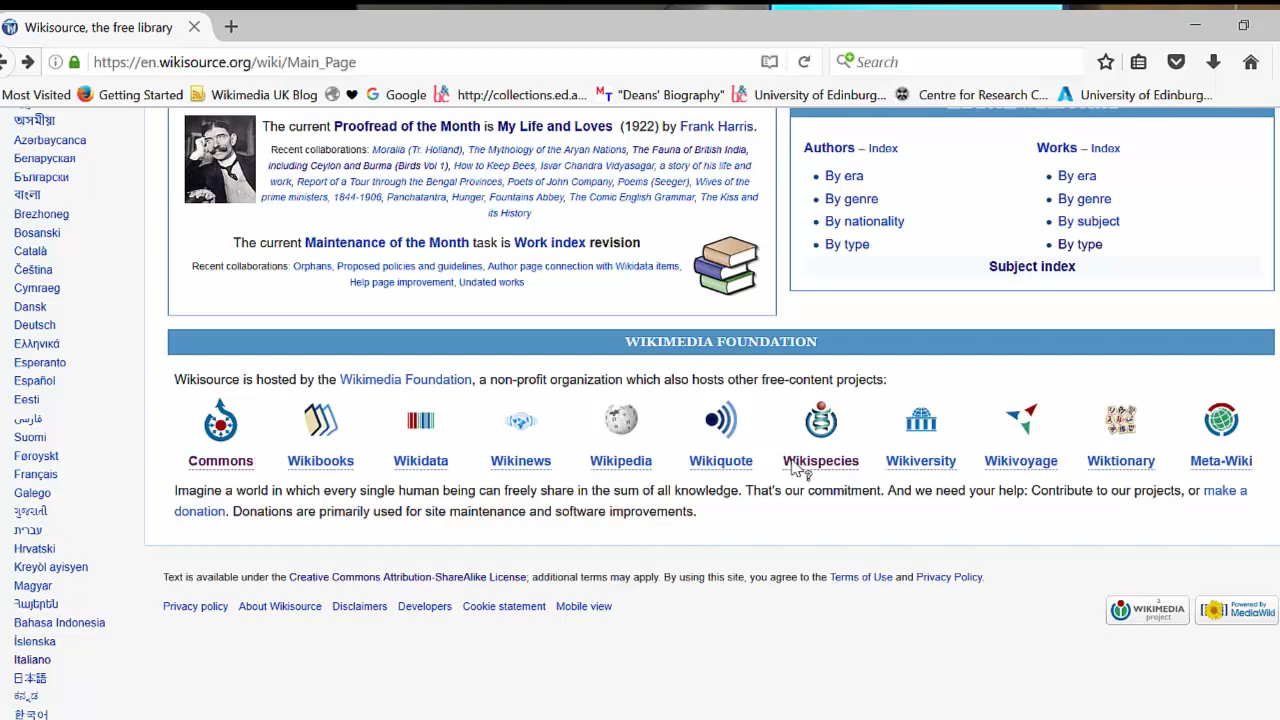 Wikisource, the free library
https://en.wikisource.org/wiki/Main_Page
Search
Most Visited Getting Started Wikimedia UK Blog Google http://collections.ed.a... "Deans' Biography" University of Edinburg... Centre for Research C... University of Edinburg...
অসমীয়া
Azərbaycanca
Беларуская
Български
বাংলা
Brezhoneg
Bosanski
Català
Čeština
Cymraeg
Dansk
Deutsch
Ελληνικά
Esperanto
Español
Eesti
فارسی
Suomi
Føroyskt
Français
Galego
ગુજરાતી
עברית
Hrvatski
Kreyòl ayisyen
Magyar
Հայերեն
Bahasa Indonesia
Íslenska
Italiano
日本語
ಕನ್ನಡ
한국어
The current Proofread of the Month is My Life and Loves (1922) by Frank Harris.
Recent collaborations: Moralia (Tr. Holland), The Mythology of the Aryan Nations, The Fauna of British India,
including Ceylon and Burma (Birds Vol 1), How to Keep Bees, Isvar Chandra Vidyasagar, a story of his life and
work, Report of a Tour through the Bengal Provinces, Poets of John Company, Poems (Seeger), Wives of the
prime ministers, 1844-1906, Panchatantra, Hunger, Fountains Abbey, The Comic English Grammar, The Kiss and
its History
The current Maintenance of the Month task is Work index revision
Recent collaborations: Orphans, Proposed policies and guidelines, Author page connection with Wikidata items,
Help page improvement, Undated works
Authors – Index
By era
By genre
By nationality
By type
Works – Index
By era
By genre
By subject
By type
Subject index
WIKIMEDIA FOUNDATION
Wikisource is hosted by the Wikimedia Foundation, a non-profit organization which also hosts other free-content projects:
Commons Wikibooks Wikidata Wikinews Wikipedia Wikiquote Wikispecies Wikiversity Wikivoyage Wiktionary Meta-Wiki
Imagine a world in which every single human being can freely share in the sum of all knowledge. That's our commitment. And we need your help: Contribute to our projects, or make a
donation. Donations are primarily used for site maintenance and software improvements.
Text is available under the Creative Commons Attribution-ShareAlike License; additional terms may apply. By using this site, you agree to the Terms of Use and Privacy Policy.
Privacy policy About Wikisource Disclaimers Developers Cookie statement Mobile view
a
WIKIMEDIA
project
Powered By
MediaWiki